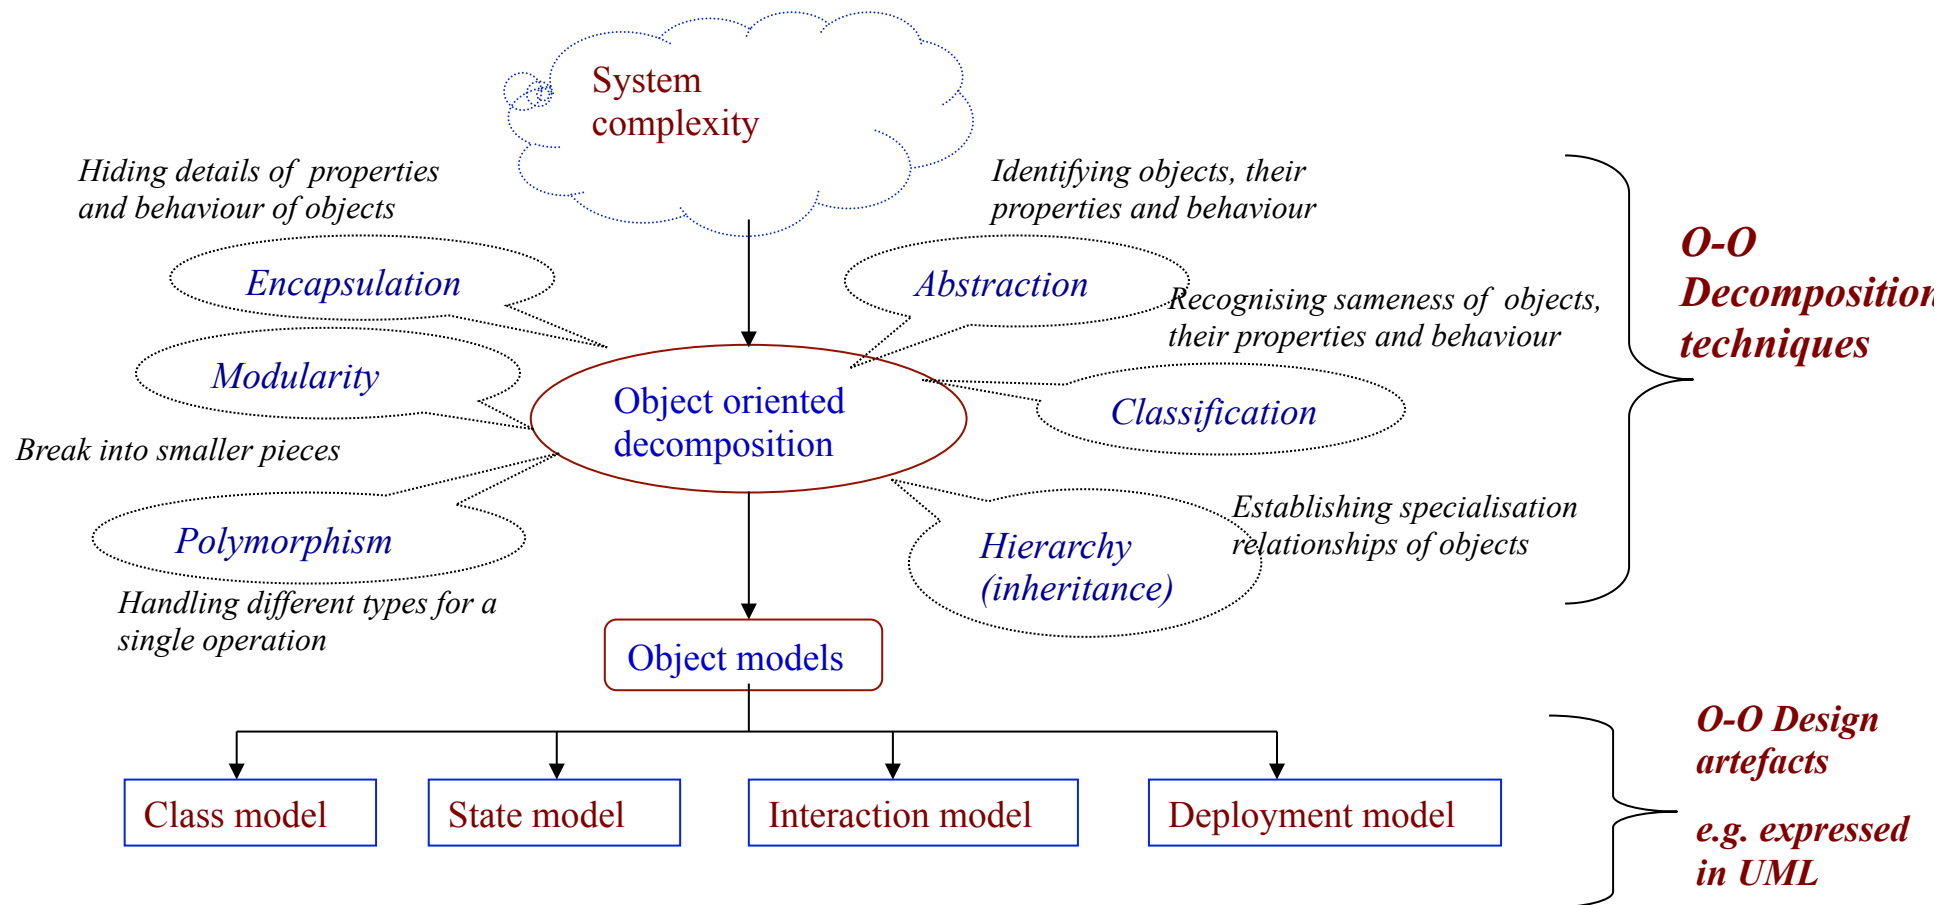 System
complexity
Hiding details of properties
and behaviour of objects
Identifying objects, their
properties and behaviour
Encapsulation
Abstraction
Recognising sameness of objects,
their properties and behaviour
O-O
Decomposition
techniques
Modularity
Object oriented
decomposition
Classification
Break into smaller pieces
Polymorphism
Hierarchy
(inheritance)
Establishing specialisation
relationships of objects
Handling different types for a
single operation
Object models
Class model
State model
Interaction model
Deployment model
O-O Design
artefacts
e.g. expressed
in UML